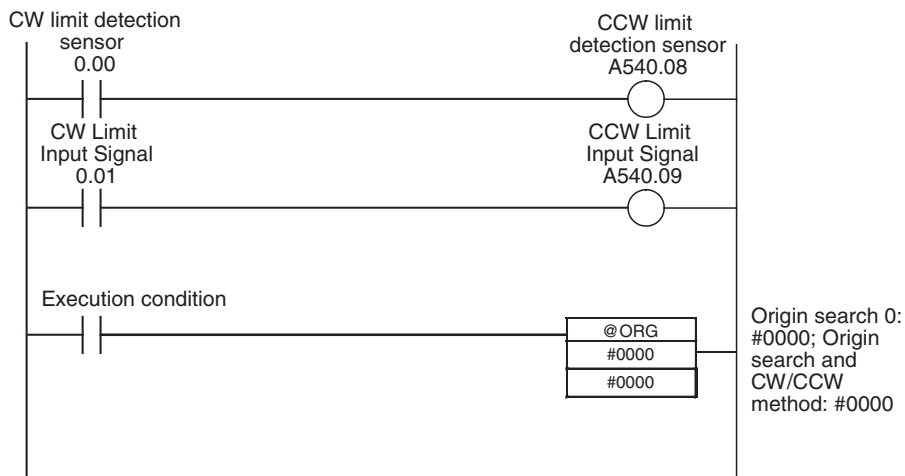 CW limit detection
sensor
0.00
CCW limit
detection sensor
A540.08
CW Limit
Input Signal
0.01
CCW Limit
Input Signal
A540.09
Execution condition
@ORG
#0000
#0000
Origin search 0:
#0000; Origin
search and
CW/CCW
method: #0000